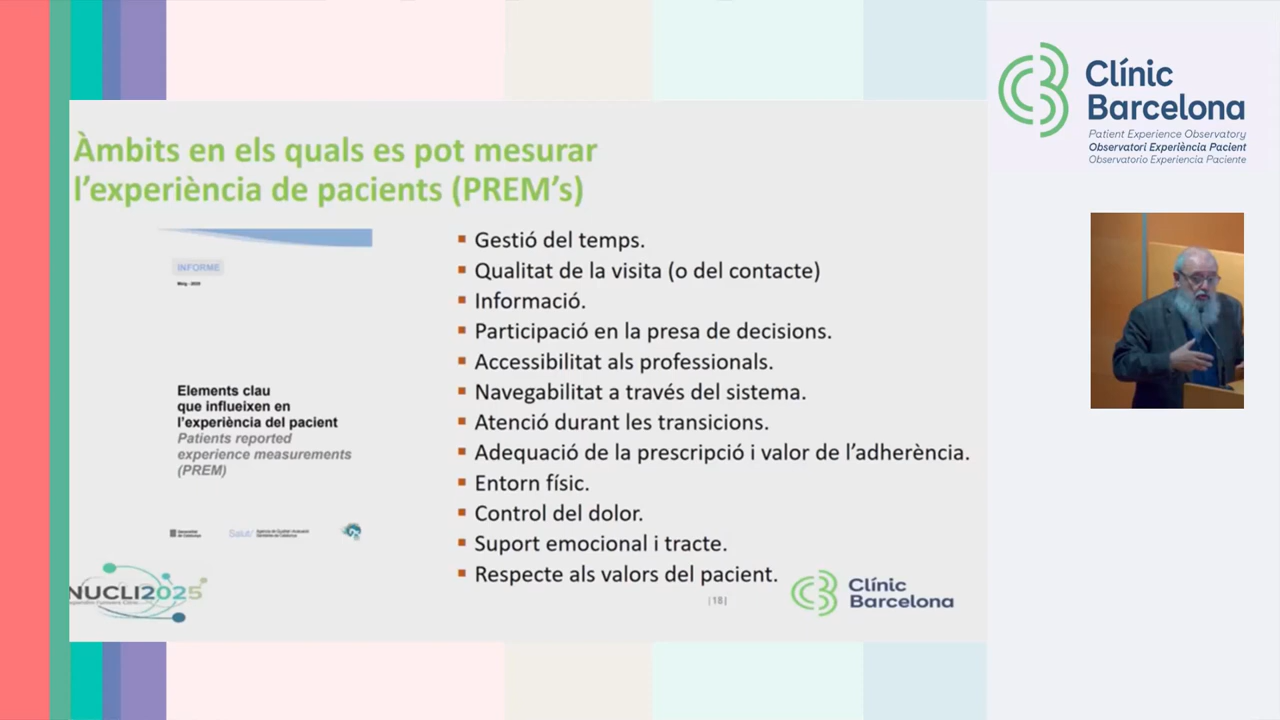 Àmbits en els quals es pot mesurar
l’experiència de pacients (PREM’s)
INFORME
Elements clau
que influeixen en
l’experiència del pacient
Patients reported
experience measurements
(PREM)
Salut/
▪ Gestió del temps.
▪ Qualitat de la visita (o del contacte)
▪ Informació.
▪ Participació en la presa de decisions.
▪ Accessibilitat als professionals.
▪ Navegabilitat a través del sistema.
▪ Atenció durant les transicions.
▪ Adequació de la prescripció i valor de l’adherència.
▪ Entorn físic.
▪ Control del dolor.
▪ Suport emocional i tracte.
▪ Respecte als valors del pacient.
NUCLI2025
|18|
Clínic
Barcelona
Clínic
Barcelona
Patient Experience Observatory
Observatori Experiència Pacient
Observatorio Experiencia Paciente